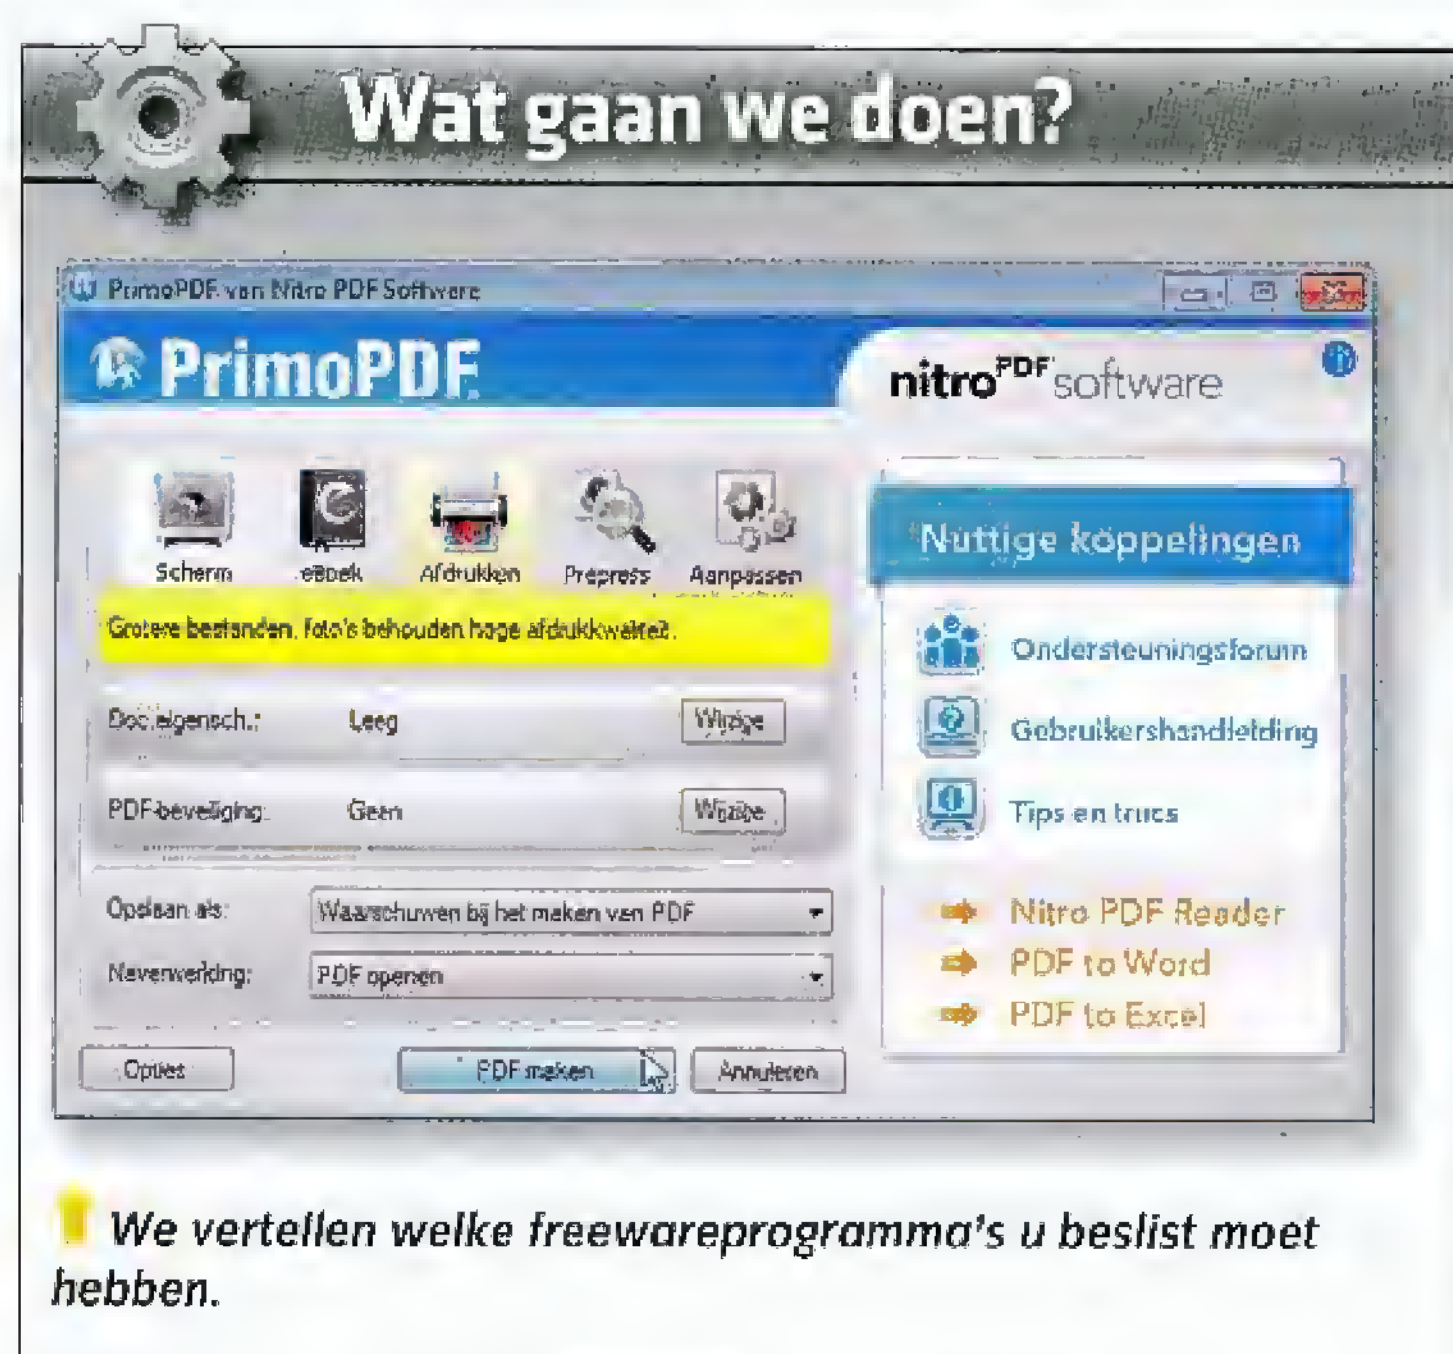 Wat gaan we doen?
PrimoPDF van Nitro PDF Software
PrimoPDF
nitro PDF software
Scherm eBoek Afdrukken Prepress Aanpassen
Grotere bestanden, foto's behouden hoge afdrukkwaliteit.
Doc.eigensch.: Leeg Wijzige
PDF-beveiliging: Geen Wijzige
Opslaan als: Waarschuwen bij het maken van PDF
Naverwerking: PDF openen
Opties PDF maken Annuleren
Nuttige koppelingen
Ondersteuningsforum
Gebruikershandleiding
Tips en trucs
Nitro PDF Reader
PDF to Word
PDF to Excel
We vertellen welke freewareprogramma's u beslist moet
hebben.